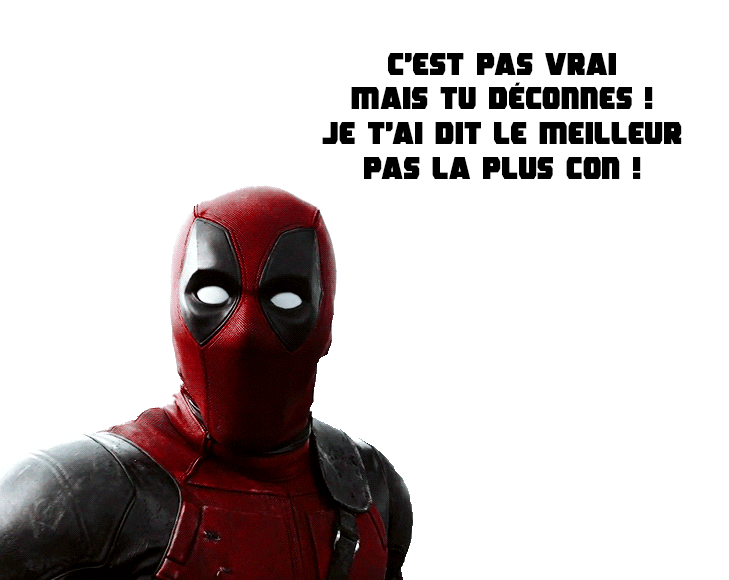 C'EST PAS VRAI
MAIS TU DÉCONNES !
JE T'AI DIT LE MEILLEUR
PAS LA PLUS CON !